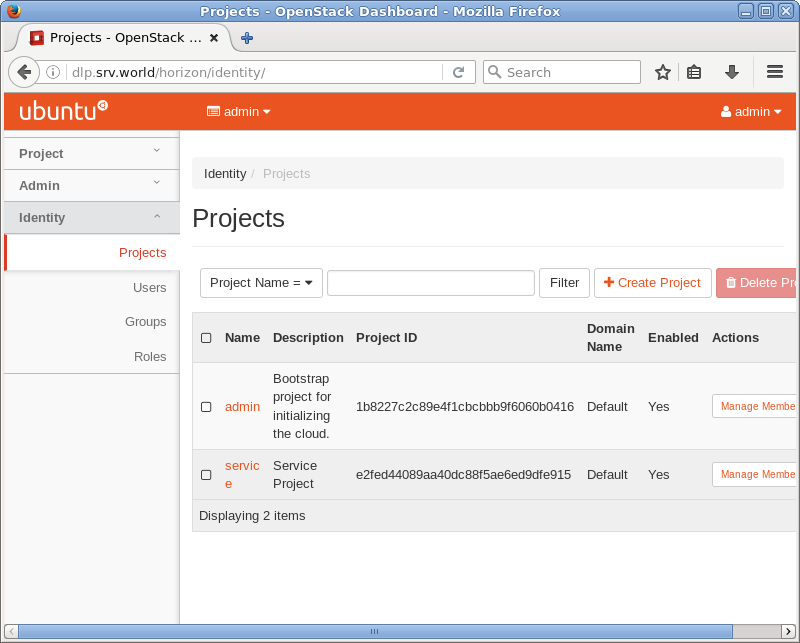 Projects - OpenStack Dashboard - Mozilla Firefox
Projects - OpenStack ...
dlp.srv.world/horizon/identity/
Search
ubuntu
admin
admin
Project
Admin
Identity
Projects
Users
Groups
Roles
Identity / Projects
Projects
Project Name =
Filter
Create Project
Delete Pro
Name Description Project ID Domain Name Enabled Actions
admin Bootstrap project for initializing the cloud. 1b8227c2c89e4f1cbcbbb9f6060b0416 Default Yes Manage Membe
service Service Project e2fed44089aa40dc88f5ae6ed9dfe915 Default Yes Manage Membe
Displaying 2 items